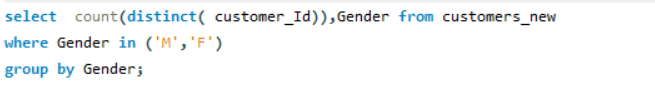 select  count(distinct( customer_Id)),Gender from customers_new
where Gender in ('M','F')
group by Gender;